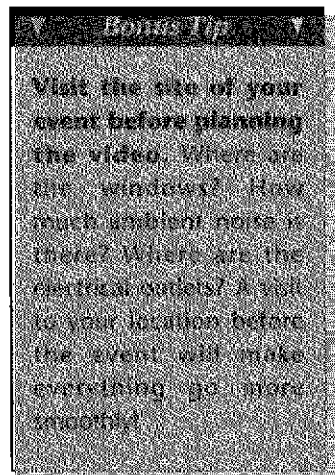 Bonus Tip
Visit the site of your
event before planning
the video. Where are
the windows? How
much ambient noise is
there? Where are the
electrical outlets? A visit
to your location before
the event will make
everything go more
smoothly!